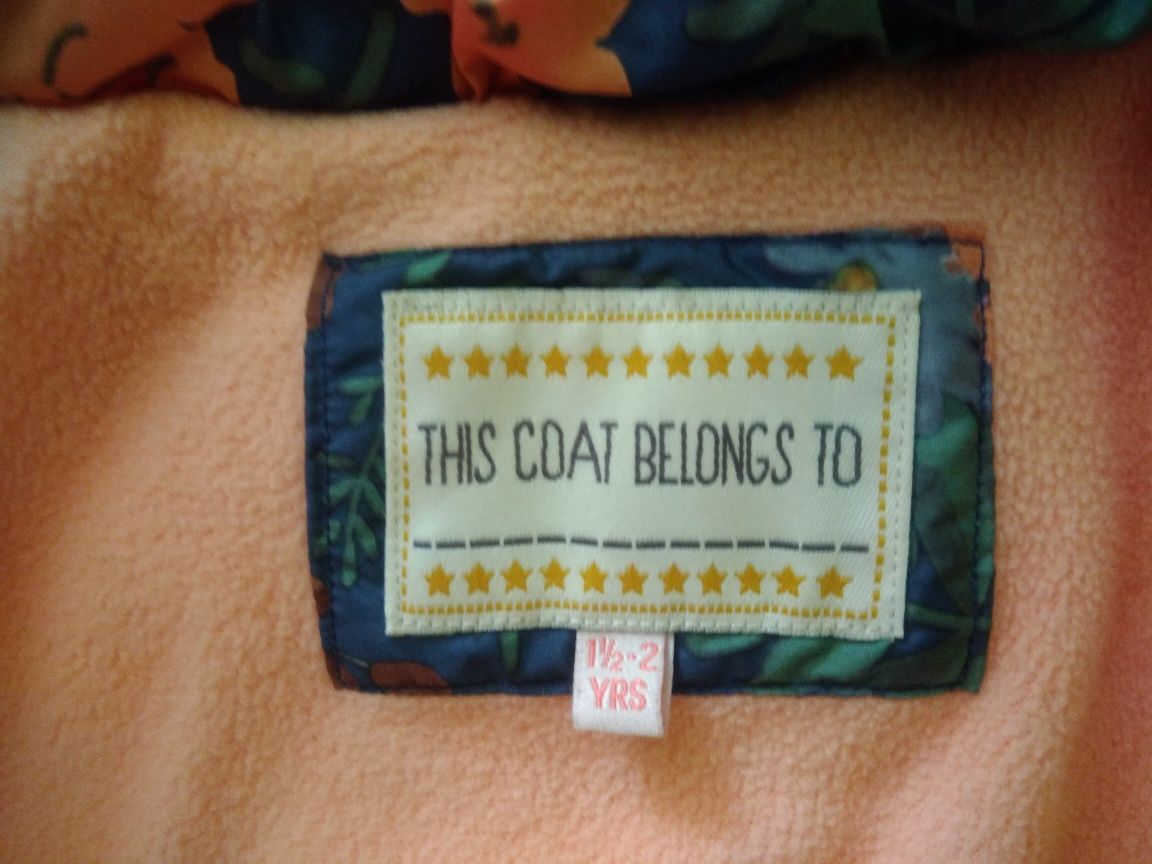 THIS COAT BELONGS TO
1½-2
YRS